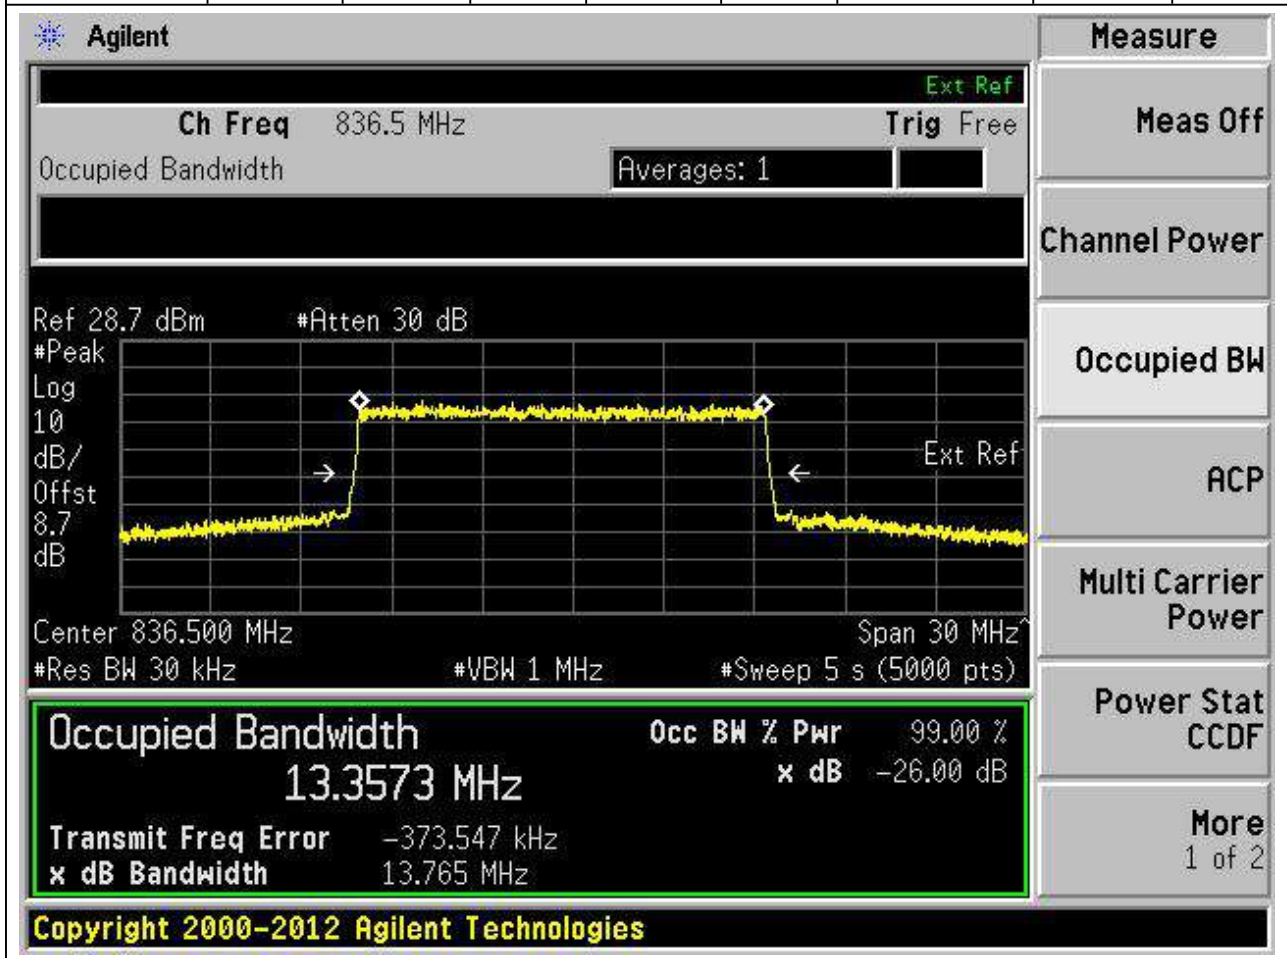 Agilent
Measure
Ext Ref
Ch Freq 836.5 MHz Trig Free
Occupied Bandwidth Averages: 1
Meas Off
Channel Power
Occupied BW
ACP
Multi Carrier
Power
Power Stat
CCDF
More
1 of 2
Ref 28.7 dBm #Atten 30 dB
#Peak
Log
10
dB/
Offst
8.7
dB
Ext Ref
Center 836.500 MHz Span 30 MHz^
#Res BW 30 kHz #VBW 1 MHz #Sweep 5 s (5000 pts)
Occupied Bandwidth
13.3573 MHz
Occ BW % Pwr 99.00 %
x dB -26.00 dB
Transmit Freq Error -373.547 kHz
x dB Bandwidth 13.765 MHz
Copyright 2000-2012 Agilent Technologies